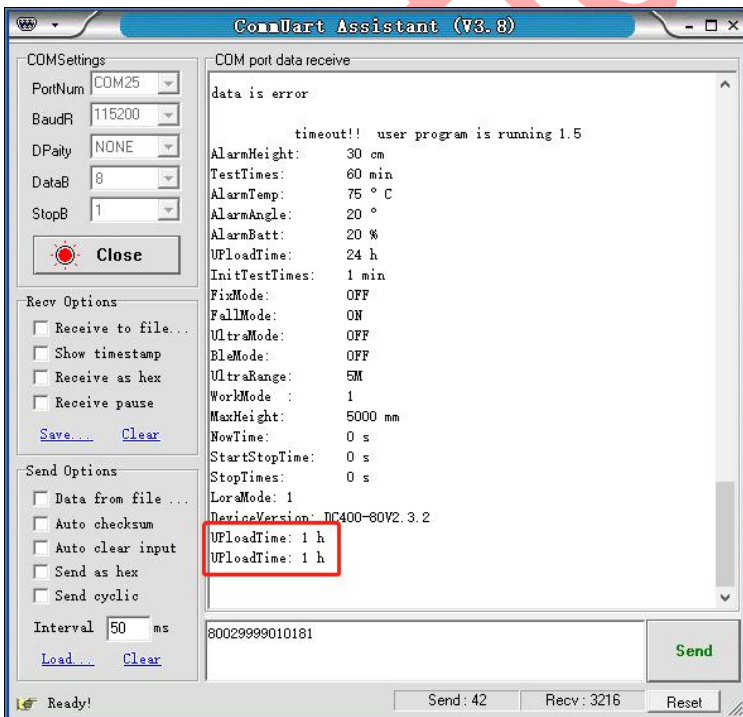 CommUart Assistant (V3.8)
COMSettings
PortNum COM25
BaudR 115200
DPaity NONE
DataB 8
StopB 1
Close
Recv Options
Receive to file...
Show timestamp
Receive as hex
Receive pause
Save... Clear
Send Options
Data from file ...
Auto checksum
Auto clear input
Send as hex
Send cyclic
Interval 50 ms
Load... Clear
COM port data receive
data is error
timeout!! user program is running 1.5
AlarmHeight: 30 cm
TestTimes: 60 min
AlarmTemp: 75 ° C
AlarmAngle: 20 °
AlarmBatt: 20 %
UPloadTime: 24 h
InitTestTimes: 1 min
FixMode: OFF
FallMode: ON
UltraMode: OFF
BleMode: OFF
UltraRange: 5M
WorkMode : 1
MaxHeight: 5000 mm
NowTime: 0 s
StartStopTime: 0 s
StopTimes: 0 s
LoraMode: 1
DeviceVersion: DC400-80V2.3.2
UPloadTime: 1 h
UPloadTime: 1 h
80029999010181
Send
Ready!
Send : 42
Recv : 3216
Reset